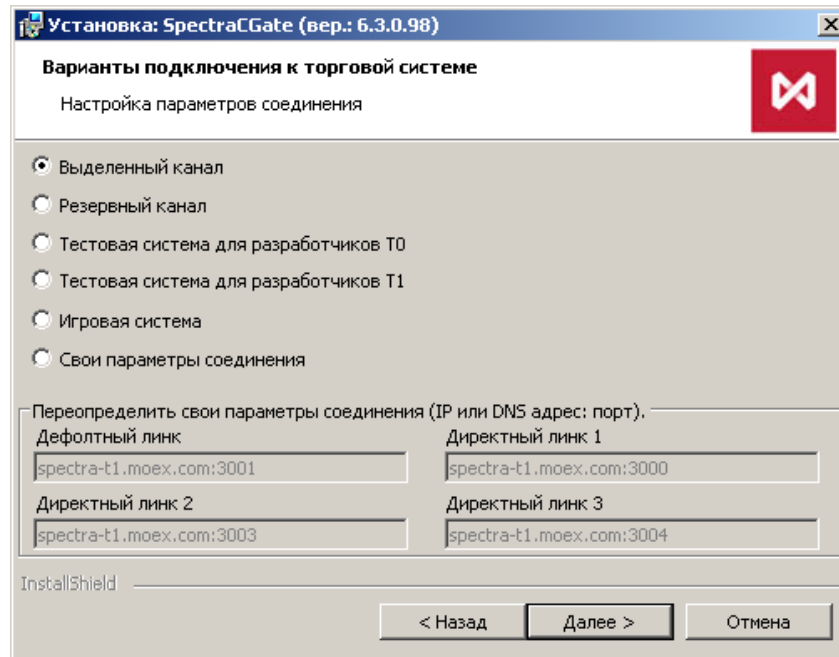 Установка: SpectraCGate (вер.: 6.3.0.98)
Варианты подключения к торговой системе
Настройка параметров соединения
Выделенный канал
Резервный канал
Тестовая система для разработчиков T0
Тестовая система для разработчиков T1
Игровая система
Свои параметры соединения
Переопределить свои параметры соединения (IP или DNS адрес: порт).
Дефолтный линк
Директный линк 1
spectra-t1.moex.com:3001
spectra-t1.moex.com:3000
Директный линк 2
Директный линк 3
spectra-t1.moex.com:3003
spectra-t1.moex.com:3004
InstallShield
< Назад
Далее >
Отмена